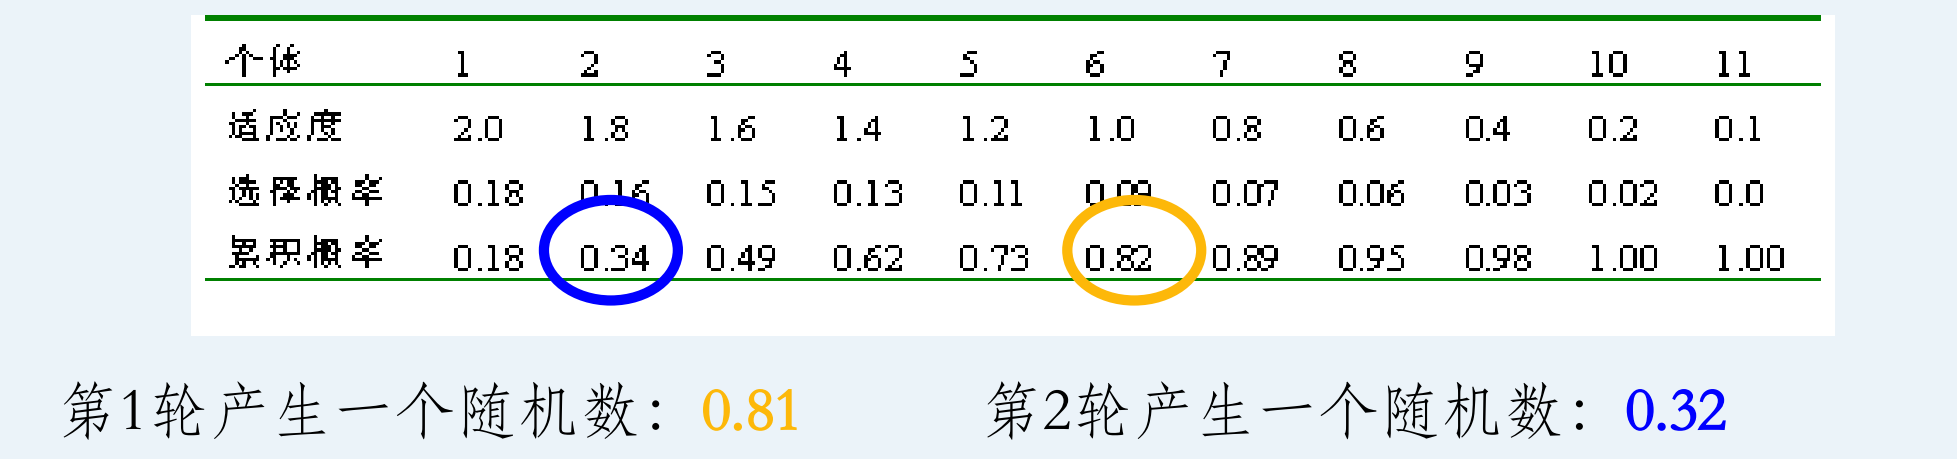 个体 1 2 3 4 5 6 7 8 9 10 11
适应度 2.0 1.8 1.6 1.4 1.2 1.0 0.8 0.6 0.4 0.2 0.1
选择概率 0.18 0.16 0.15 0.13 0.11 0.09 0.07 0.06 0.03 0.02 0.0
累积概率 0.18 0.34 0.49 0.62 0.73 0.82 0.89 0.95 0.98 1.00 1.00
第1轮产生一个随机数：0.81 第2轮产生一个随机数：0.32